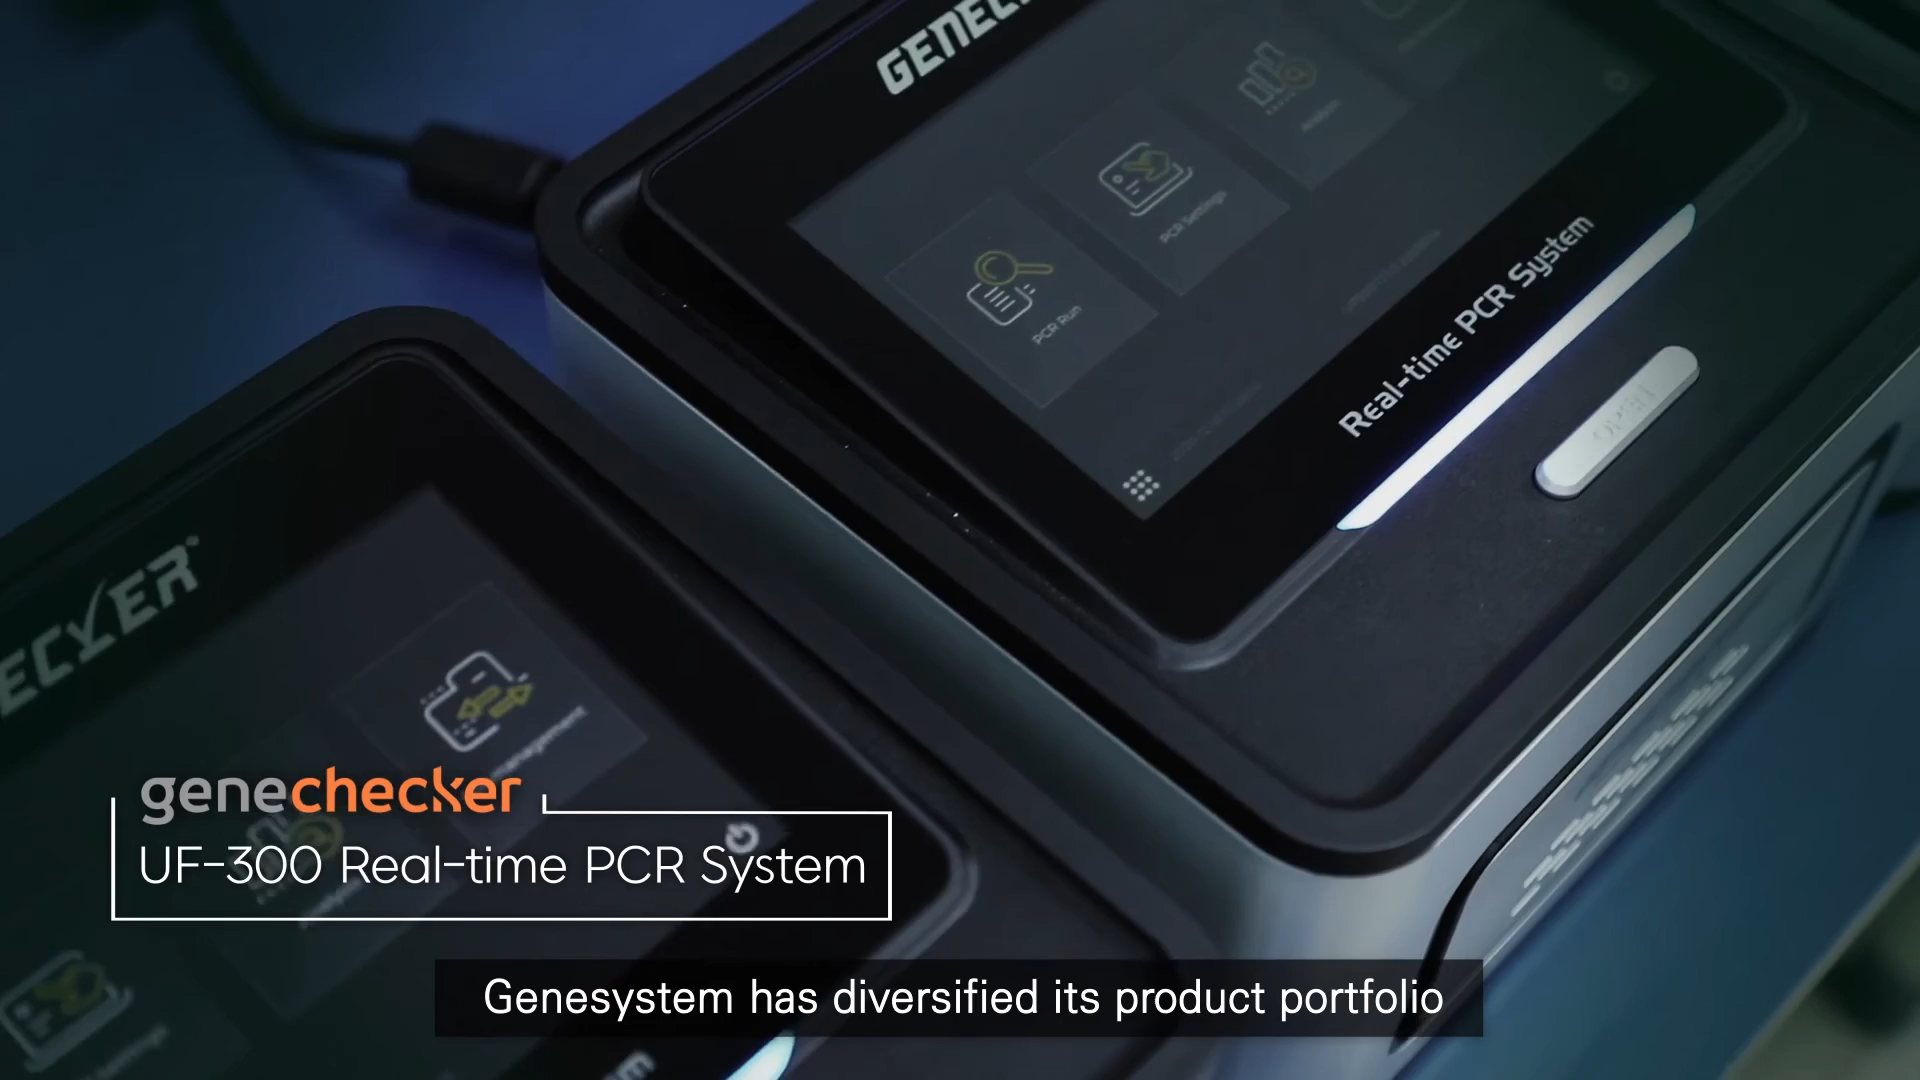 GENEC
Analysis
PCR Settings
PCR Run
Real-time PCR System
ECKER
genechecker
UF-300 Real-time PCR System
Genesystem has diversified its product portfolio